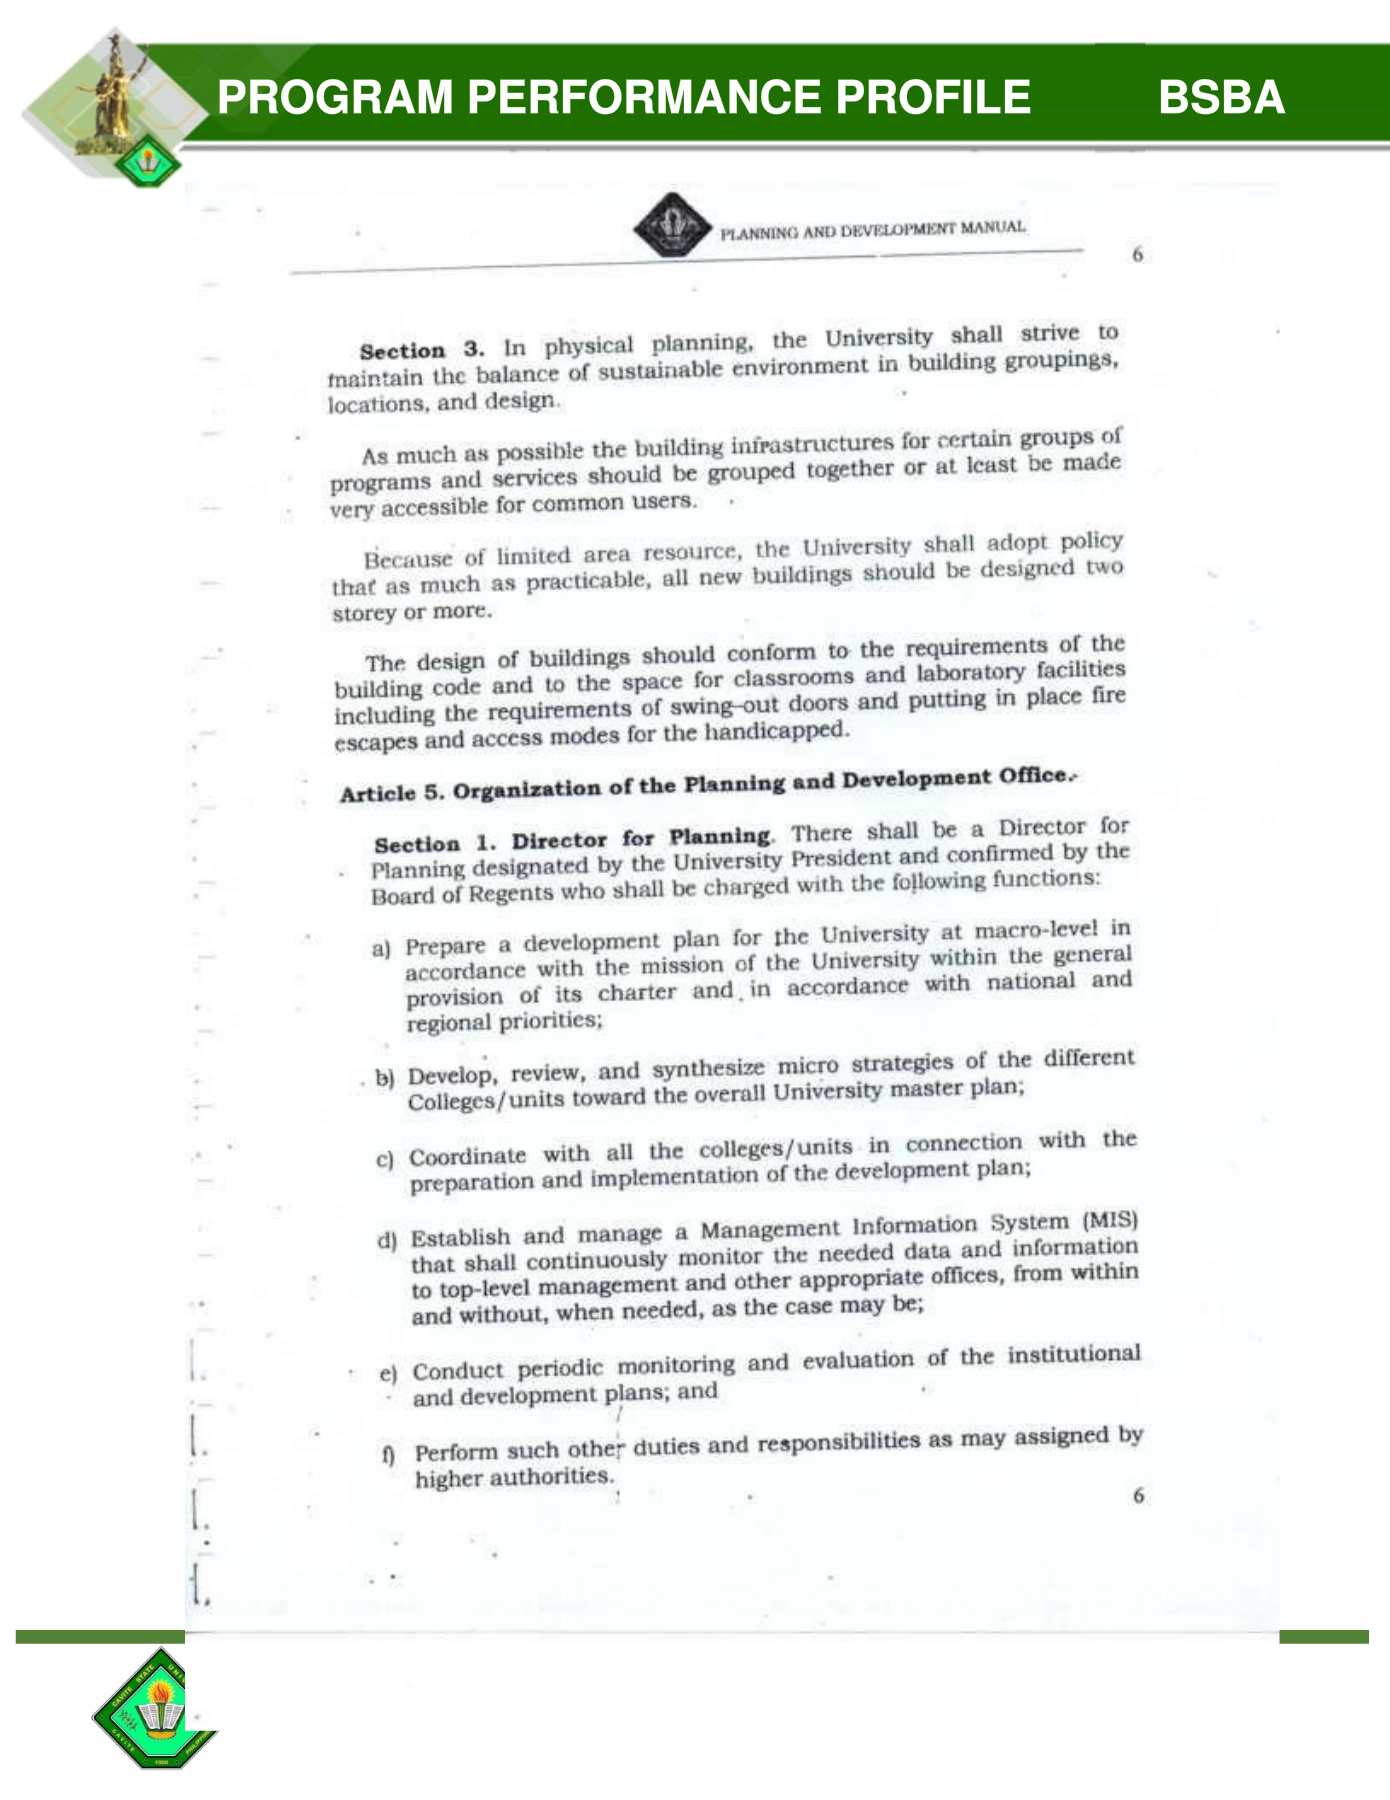 PROGRAM PERFORMANCE PROFILE BSBA
PLANNING AND DEVELOPMENT MANUAL
6
Section 3. In physical planning, the University shall strive to
maintain the balance of sustainable environment in building groupings,
locations, and design.
As much as possible the building infrastructures for certain groups of
programs and services should be grouped together or at least be made
very accessible for common users.
Because of limited area resource, the University shall adopt policy
that as much as practicable, all new buildings should be designed two
storey or more.
The design of buildings should conform to the requirements of the
building code and to the space for classrooms and laboratory facilities
including the requirements of swing-out doors and putting in place fire
escapes and access modes for the handicapped.
Article 5. Organization of the Planning and Development Office.-
Section 1. Director for Planning. There shall be a Director for
Planning designated by the University President and confirmed by the
Board of Regents who shall be charged with the following functions:
a) Prepare a development plan for the University at macro-level in
accordance with the mission of the University within the general
provision of its charter and in accordance with national and
regional priorities;
b) Develop, review, and synthesize micro strategies of the different
Colleges/units toward the overall University master plan;
c) Coordinate with all the colleges/units in connection with the
preparation and implementation of the development plan;
d) Establish and manage a Management Information System (MIS)
that shall continuously monitor the needed data and information
to top-level management and other appropriate offices, from within
and without, when needed, as the case may be;
e) Conduct periodic monitoring and evaluation of the institutional
and development plans; and
f) Perform such other duties and responsibilities as may assigned by
higher authorities.
6
CAVITE STATE
CAVITE
1906